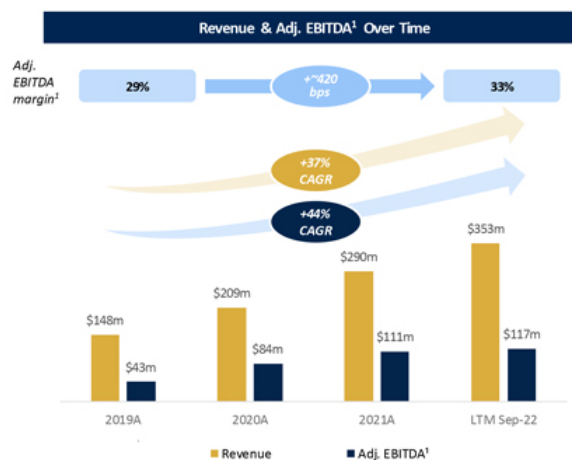 Revenue & Adj. EBITDA¹ Over Time
Adj.
EBITDA
margin¹
29%
+~420
bps
33%
+37%
CAGR
+44%
CAGR
$148m
$43m
$209m
$84m
$290m
$111m
$353m
$117m
2019A
2020A
2021A
LTM Sep-22
Revenue
Adj. EBITDA¹